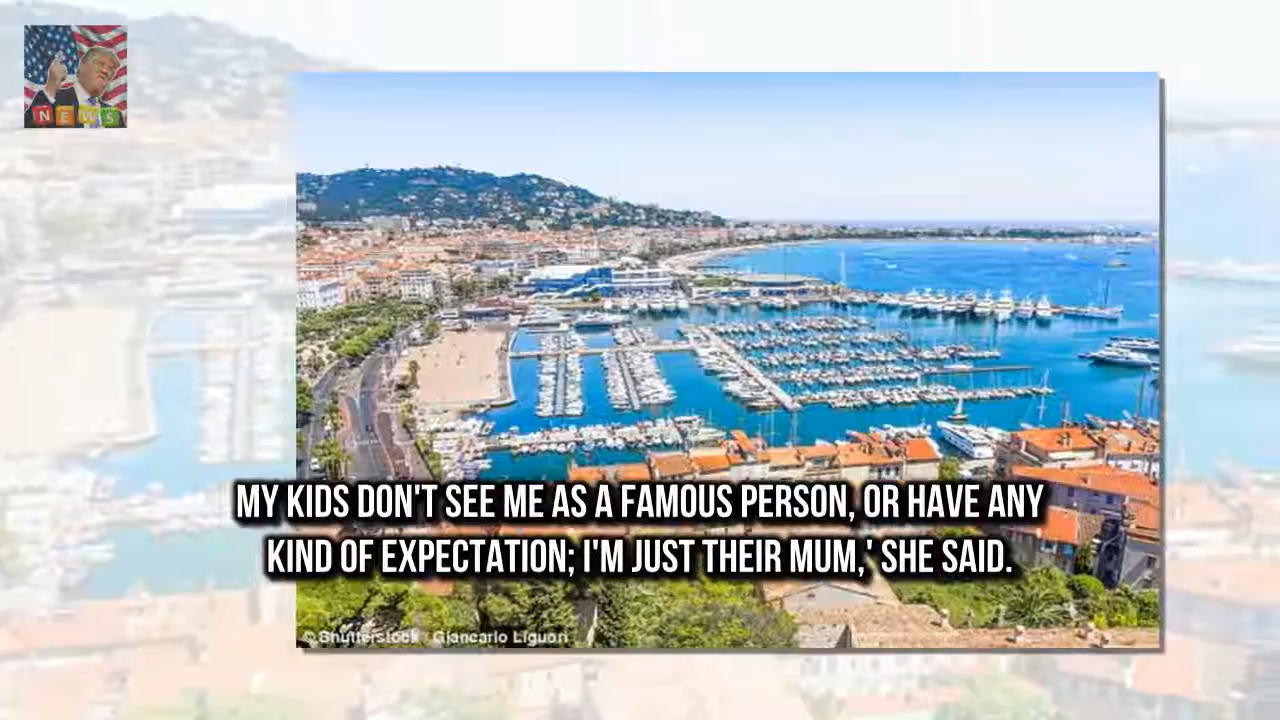 NEWS
MY KIDS DON'T SEE ME AS A FAMOUS PERSON, OR HAVE ANY
KIND OF EXPECTATION; I'M JUST THEIR MUM,' SHE SAID.
© Shutterstock / Giancarlo Liguori